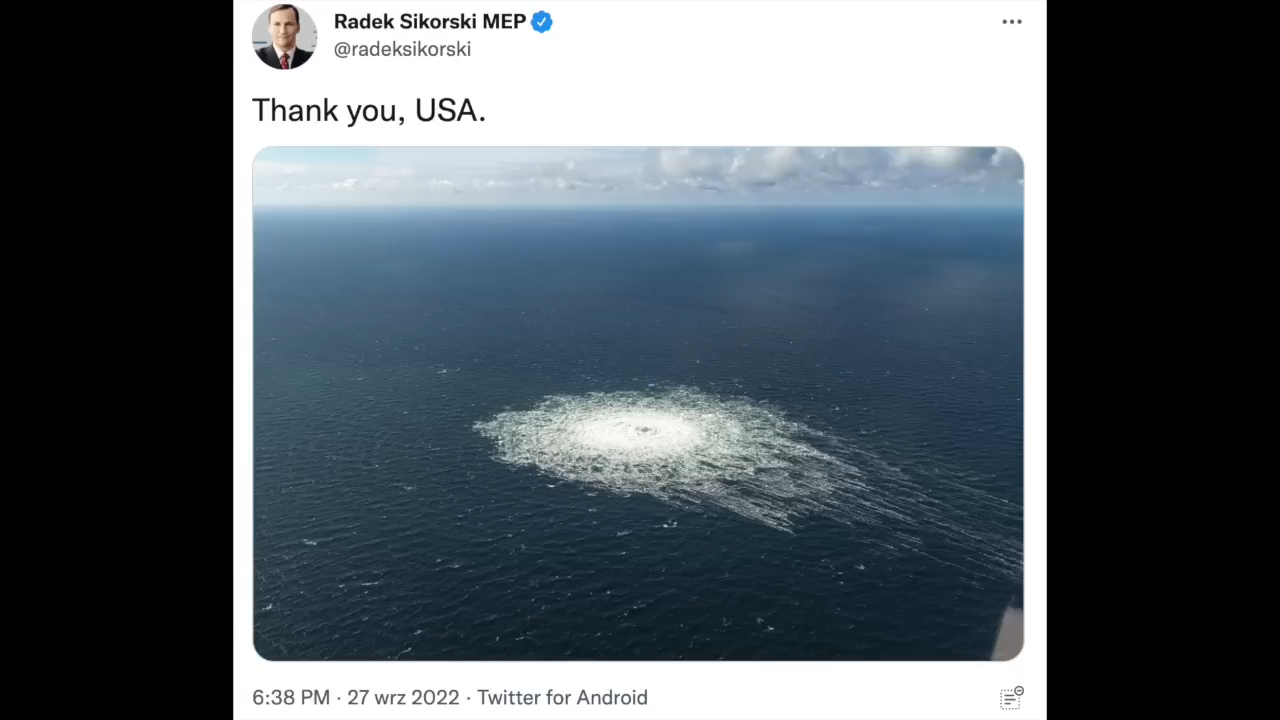 Radek Sikorski MEP
@radeksikorski
Thank you, USA.
6:38 PM · 27 wrz 2022 · Twitter for Android